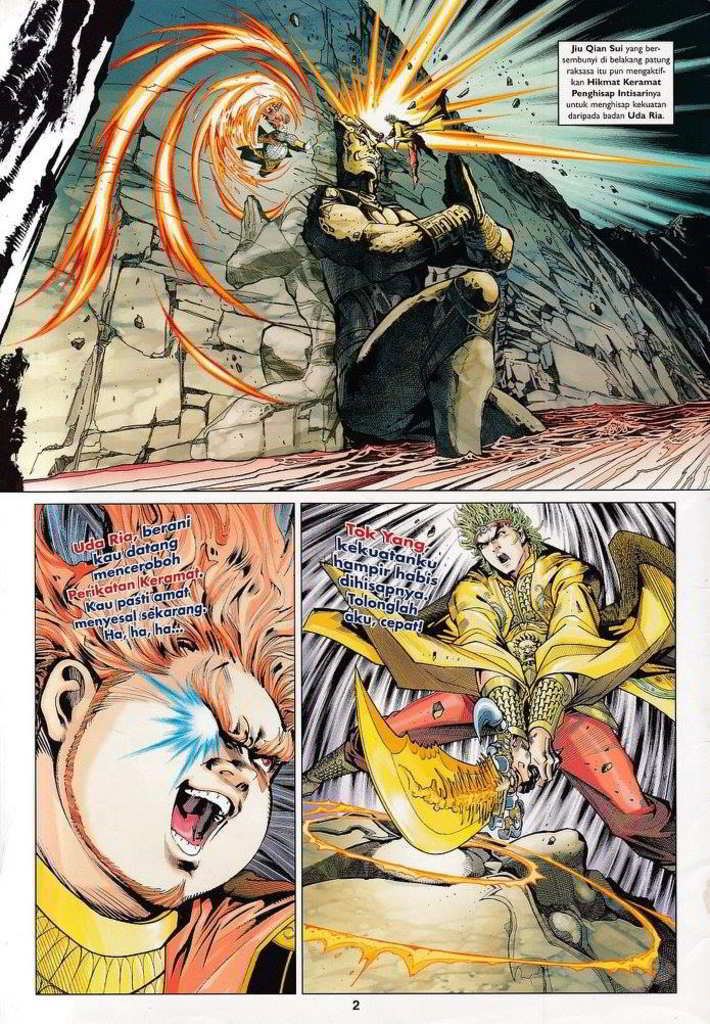 Jiu Qian Sui yang ber-
sembunyi di belakang patung
raksasa itu pun mengaktif-
kan Hikmat Keramat
Penghisap Intisarinya
untuk menghisap kekuatan
daripada badan Uda Ria.
Uda Ria, berani
kau datang
menceroboh
Perikatan Keramat.
Kau pasti amat
menyesal sekarang.
Ha, ha, ha...
Tok Yang,
kekuatanku
hampir habis
dihisapnya.
Tolonglah
aku, cepat!
2